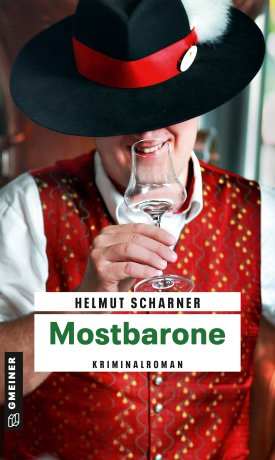 HELMUT SCHARNER
Mostbarone
KRIMINALROMAN
GMEINER